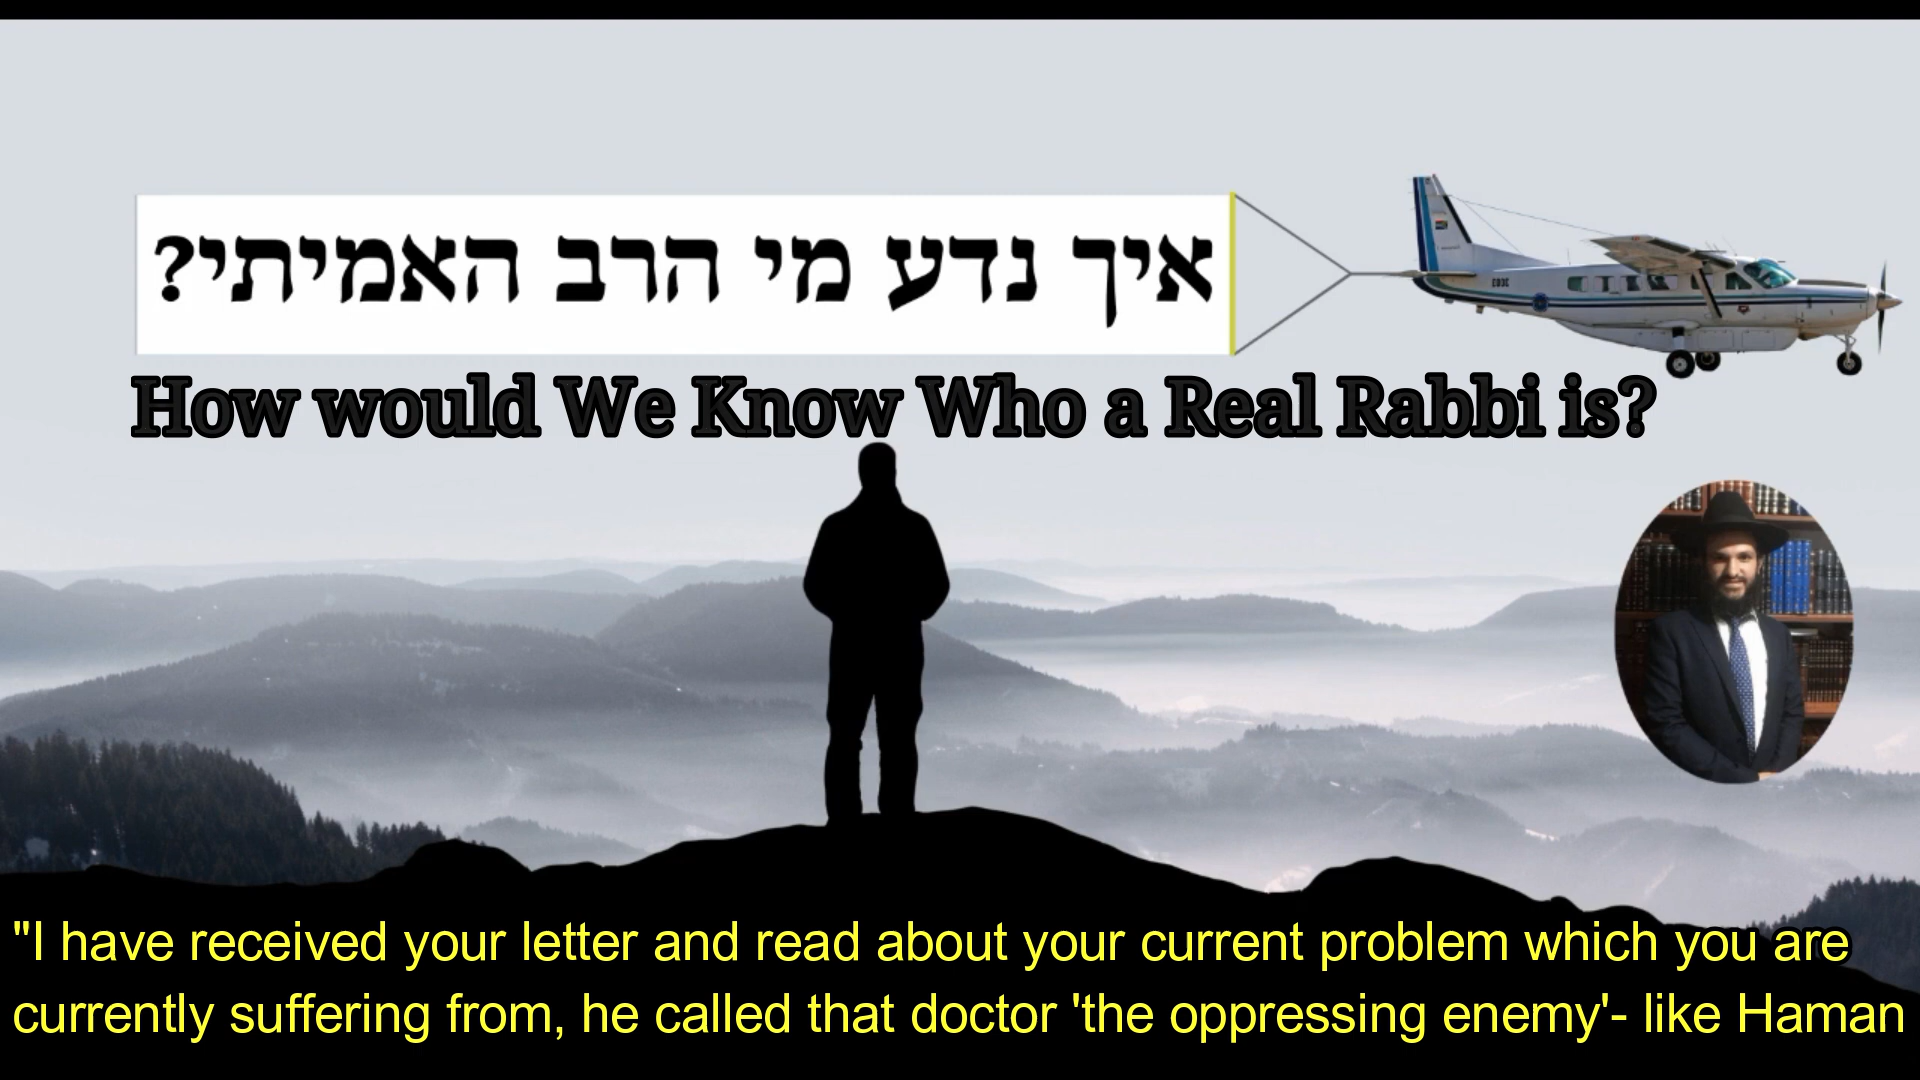 איך נדע מי הרב האמיתי?
How would We Know Who a Real Rabbi is?
"I have received your letter and read about your current problem which you are
currently suffering from, he called that doctor 'the oppressing enemy'- like Haman